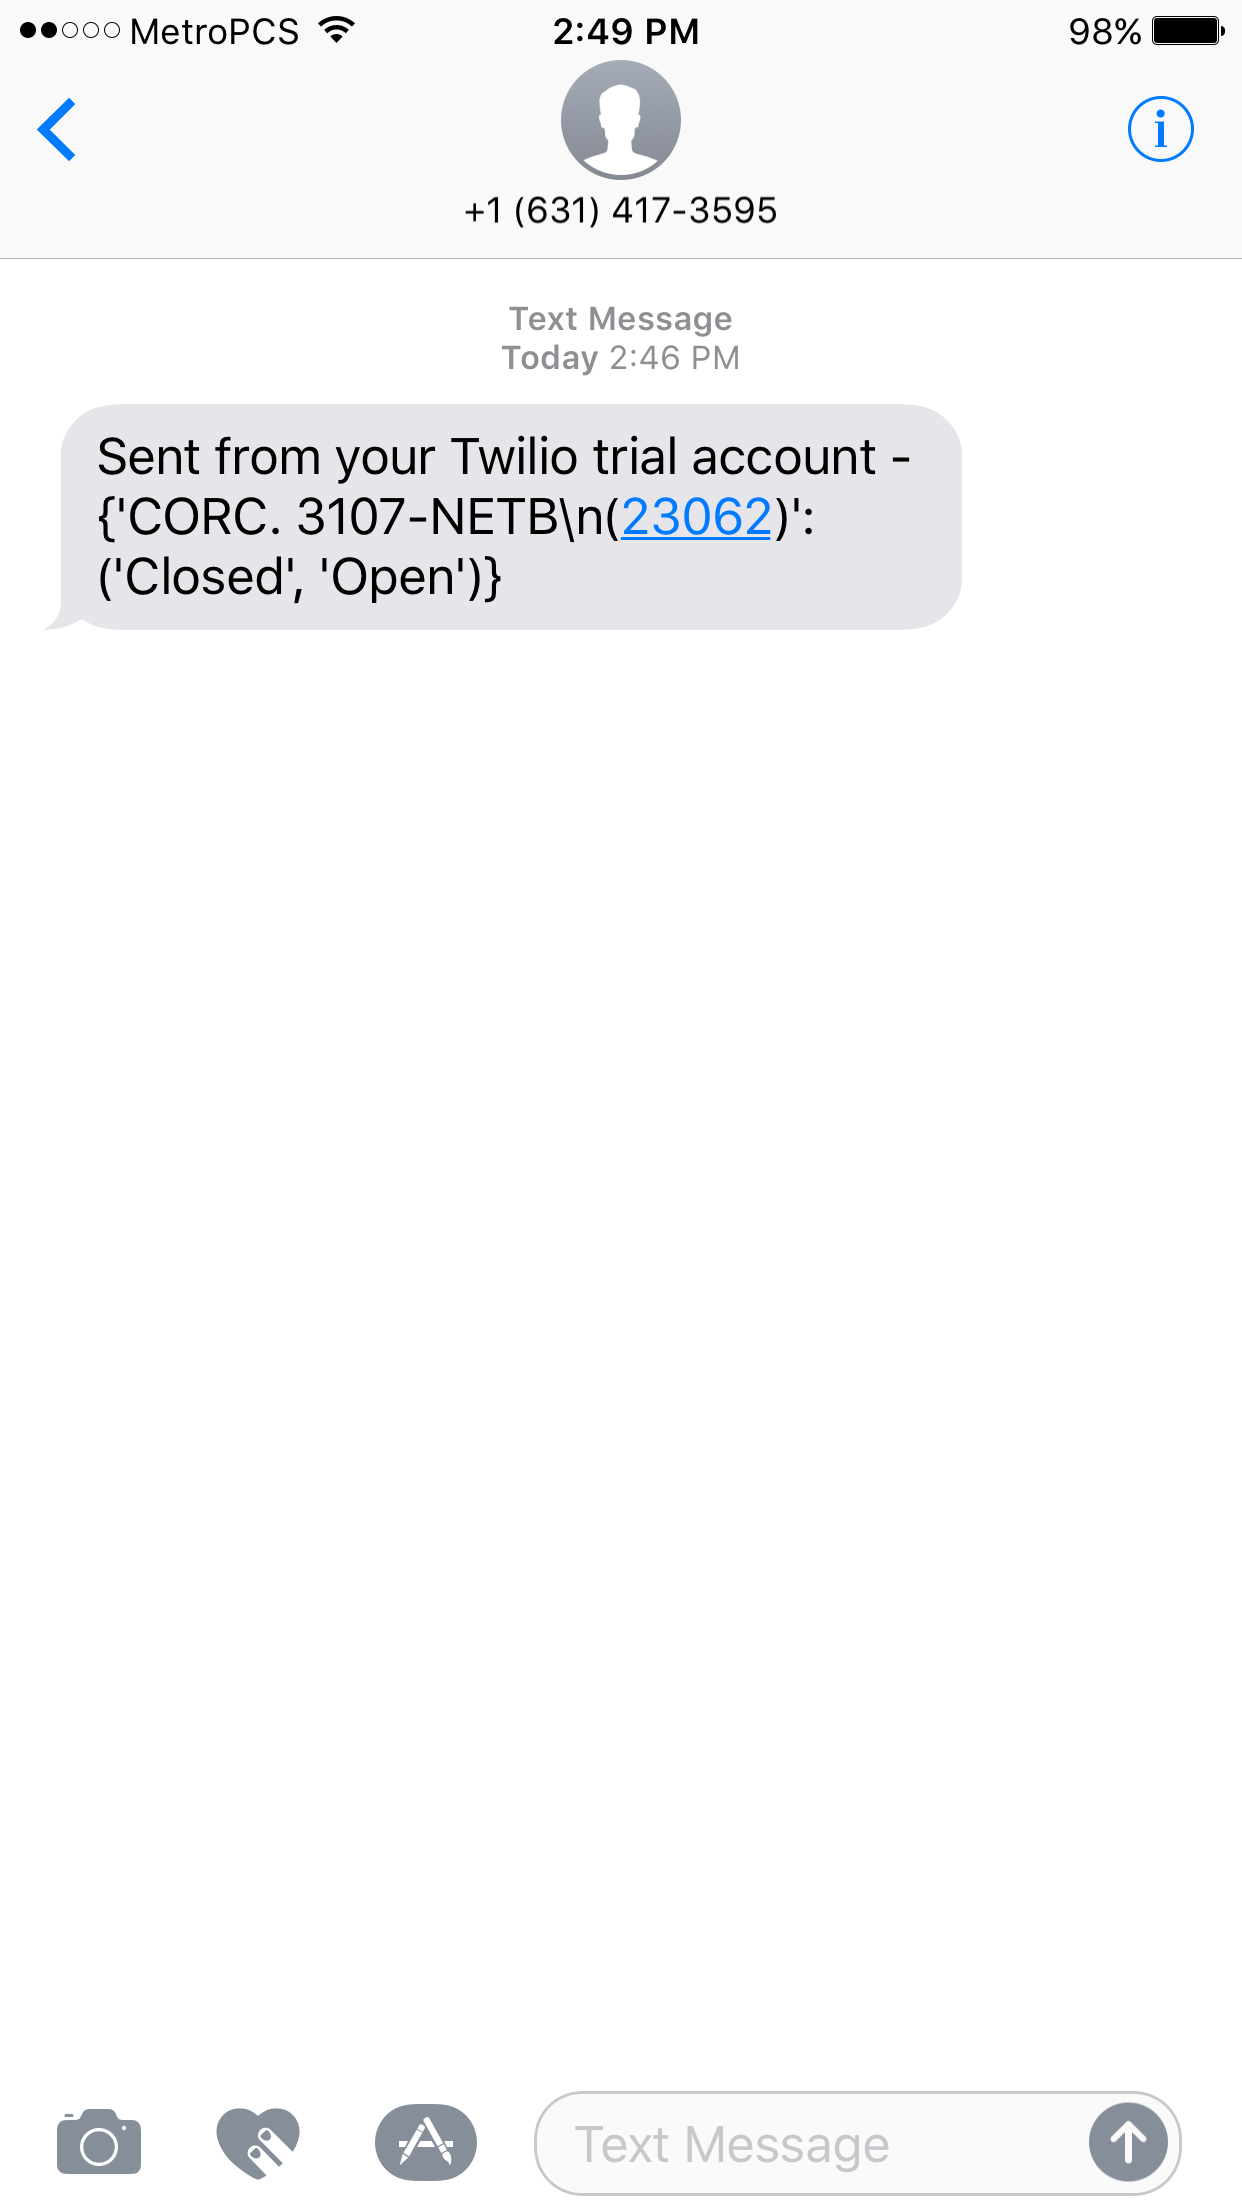 MetroPCS 2:49 PM 98%
i
+1 (631) 417-3595
Text Message
Today 2:46 PM
Sent from your Twilio trial account -
{'CORC. 3107-NETB\n(23062)':
('Closed', 'Open')}
Text Message